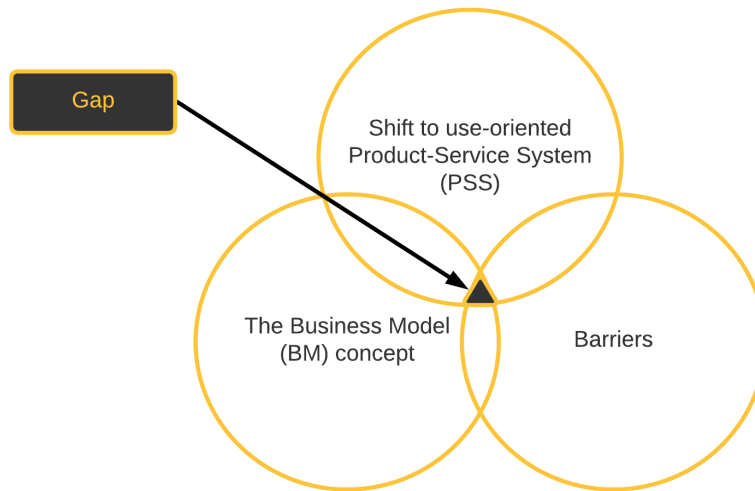 Gap
Shift to use-oriented
Product-Service System
(PSS)
The Business Model
(BM) concept
Barriers